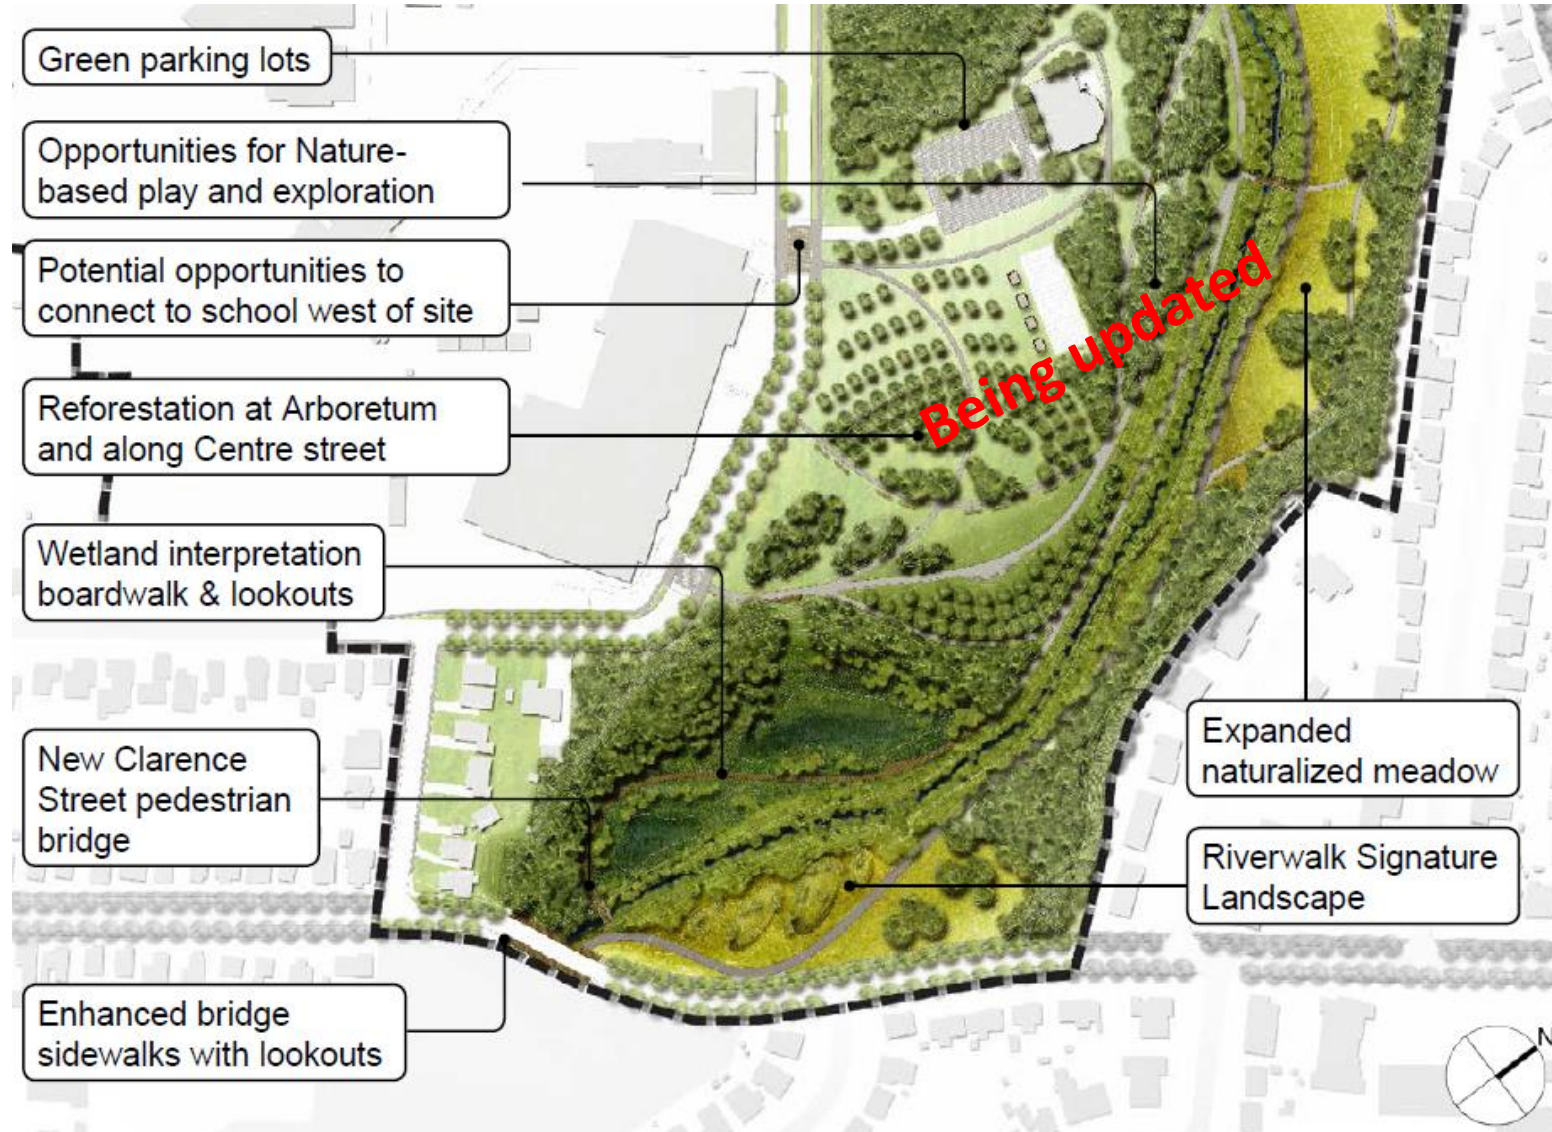 Green parking lots
Opportunities for Nature-
based play and exploration
Potential opportunities to
connect to school west of site
Reforestation at Arboretum
and along Centre street
Wetland interpretation
boardwalk & lookouts
New Clarence
Street pedestrian
bridge
Enhanced bridge
sidewalks with lookouts
Being updated
Expanded
naturalized meadow
Riverwalk Signature
Landscape
N